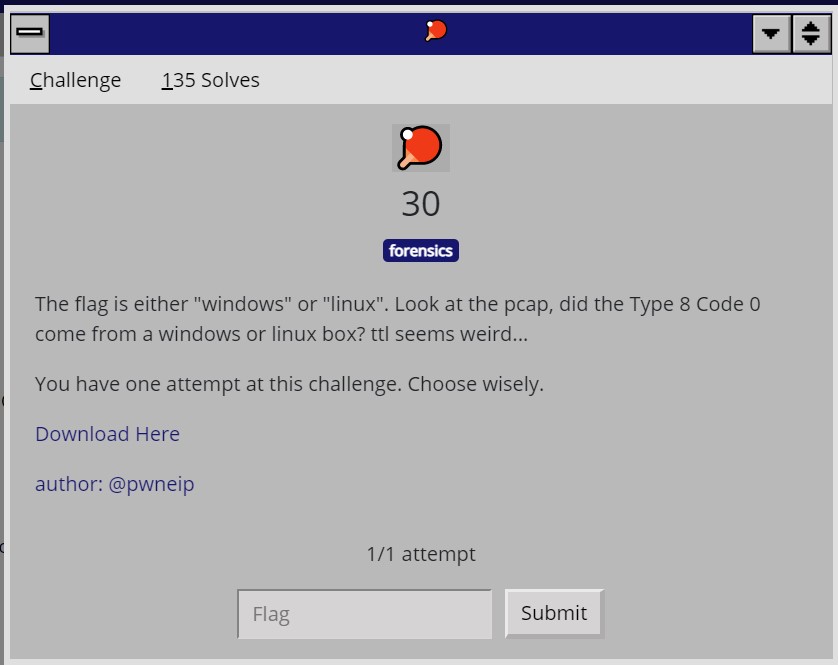 Challenge
135 Solves
30
forensics
The flag is either "windows" or "linux". Look at the pcap, did the Type 8 Code 0
come from a windows or linux box? ttl seems weird...
You have one attempt at this challenge. Choose wisely.
Download Here
author: @pwneip
1/1 attempt
Flag
Submit